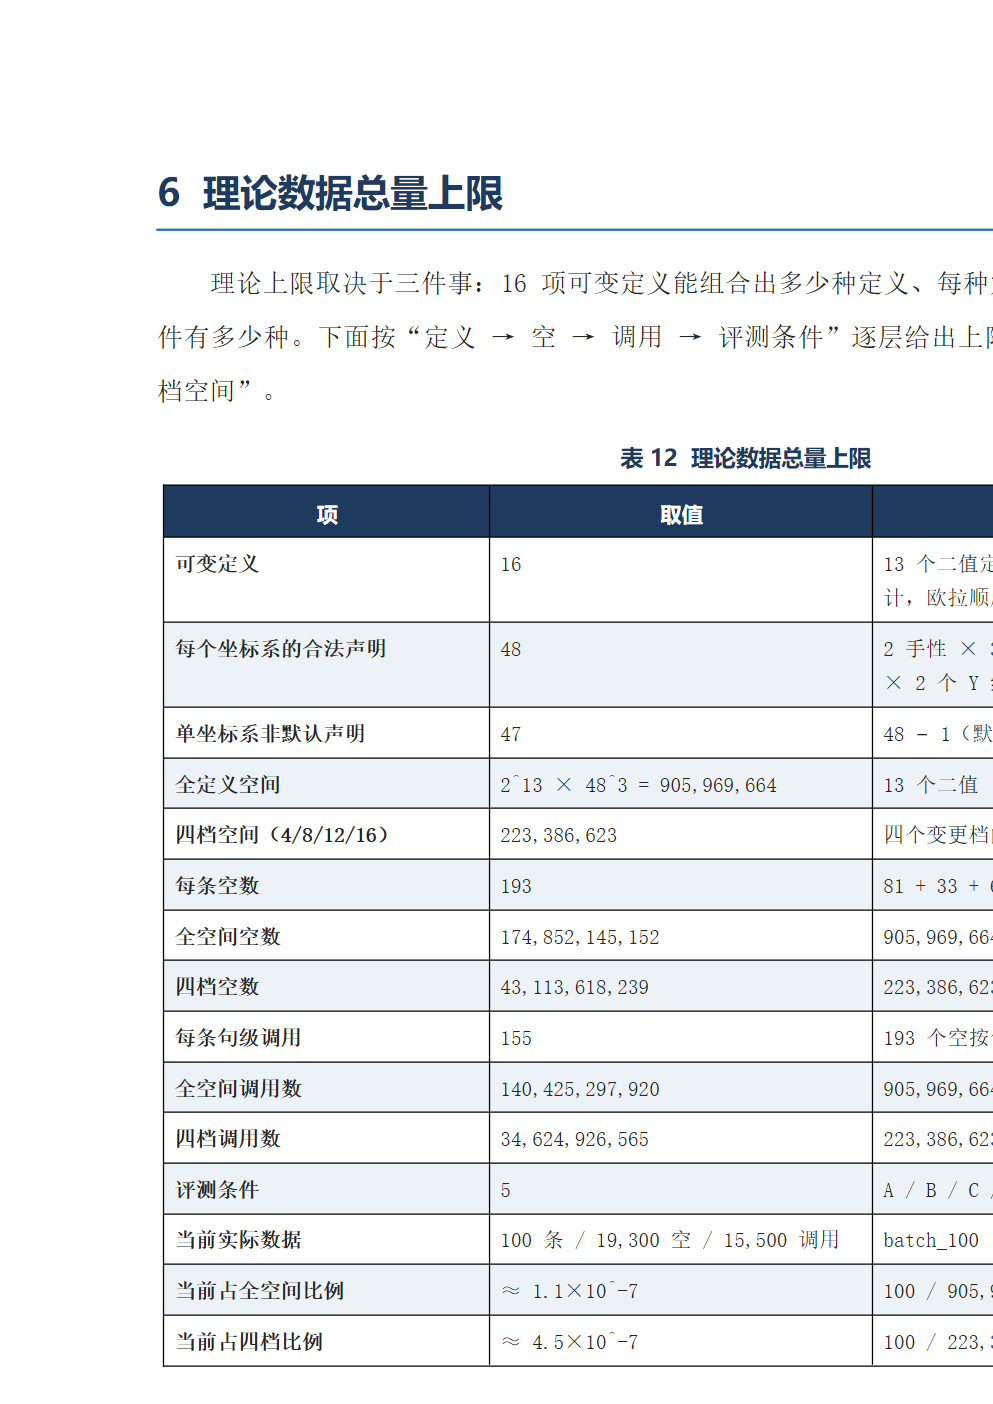 6 理论数据总量上限
理论上限取决于三件事：16 项可变定义能组合出多少种定义、每种
件有多少种。下面按“定义 → 空 → 调用 → 评测条件”逐层给出上
档空间”。
表 12 理论数据总量上限
项 取值
可变定义 16 13 个二值定
计，欧拉顺
每个坐标系的合法声明 48 2 手性 ×
× 2 个 Y
单坐标系非默认声明 47 48 − 1（默
全定义空间 2^13 × 48^3 = 905,969,664 13 个二值
四档空间（4/8/12/16） 223,386,623 四个变更档
每条空数 193 81 + 33 +
全空间空数 174,852,145,152 905,969,664
四档空数 43,113,618,239 223,386,623
每条句级调用 155 193 个空按
全空间调用数 140,425,297,920 905,969,664
四档调用数 34,624,926,565 223,386,623
评测条件 5 A / B / C /
当前实际数据 100 条 / 19,300 空 / 15,500 调用 batch_100
当前占全空间比例 ≈ 1.1×10^-7 100 / 905,9
当前占四档比例 ≈ 4.5×10^-7 100 / 223,3